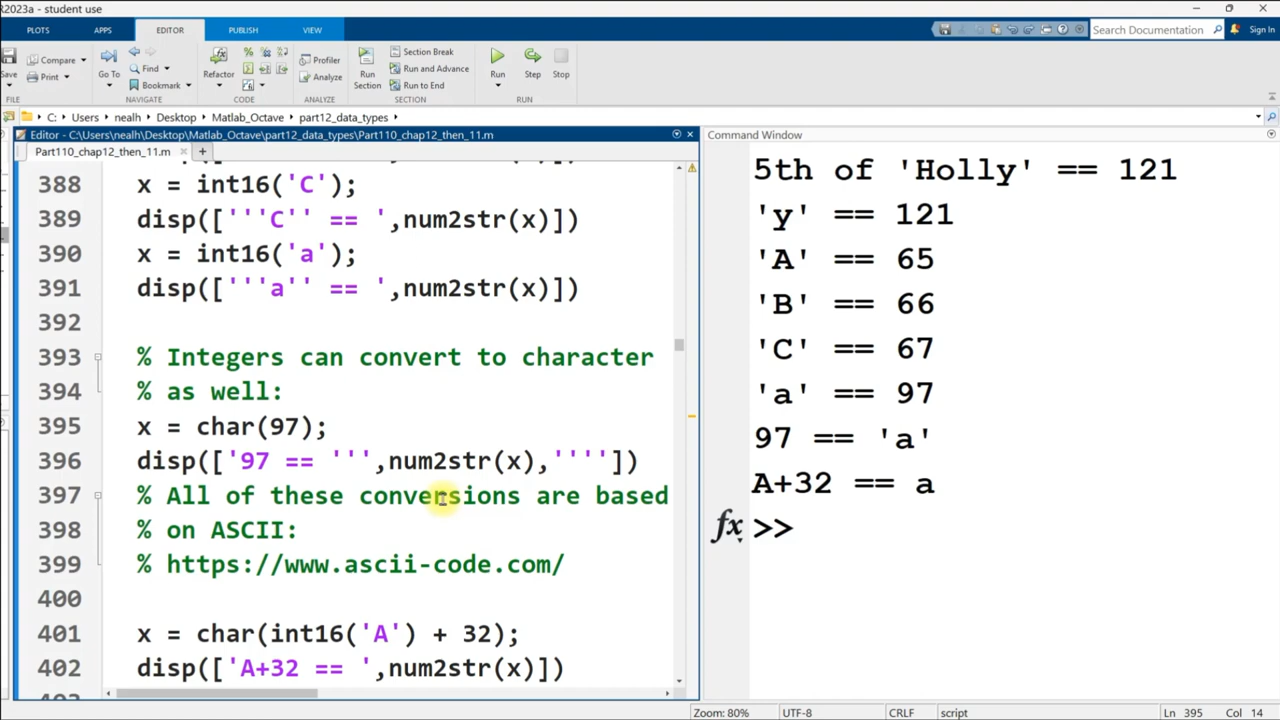 R2023a - student use
PLOTS APPS EDITOR PUBLISH VIEW
Search Documentation
Sign In
Save
Compare
Print
FILE
Go To
Find
Bookmark
NAVIGATE
Refactor
CODE
Profiler
Analyze
ANALYZE
Run Section
Section Break
Run and Advance
Run to End
SECTION
Run
Step
Stop
RUN
C: Users nealh Desktop Matlab_Octave part12_data_types
Editor - C:\Users\nealh\Desktop\Matlab_Octave\part12_data_types\Part110_chap12_then_11.m
Part110_chap12_then_11.m
388 x = int16('C');
389 disp(['''C'' == ',num2str(x)])
390 x = int16('a');
391 disp(['''a'' == ',num2str(x)])
392
393 % Integers can convert to character
394 % as well:
395 x = char(97);
396 disp(['97 == ''',num2str(x),''''])
397 % All of these conversions are based
398 % on ASCII:
399 % https://www.ascii-code.com/
400
401 x = char(int16('A') + 32);
402 disp(['A+32 == ',num2str(x)])
Command Window
5th of 'Holly' == 121
'y' == 121
'A' == 65
'B' == 66
'C' == 67
'a' == 97
97 == 'a'
A+32 == a
fx >>
Zoom: 80% UTF-8 CRLF script Ln 395 Col 14